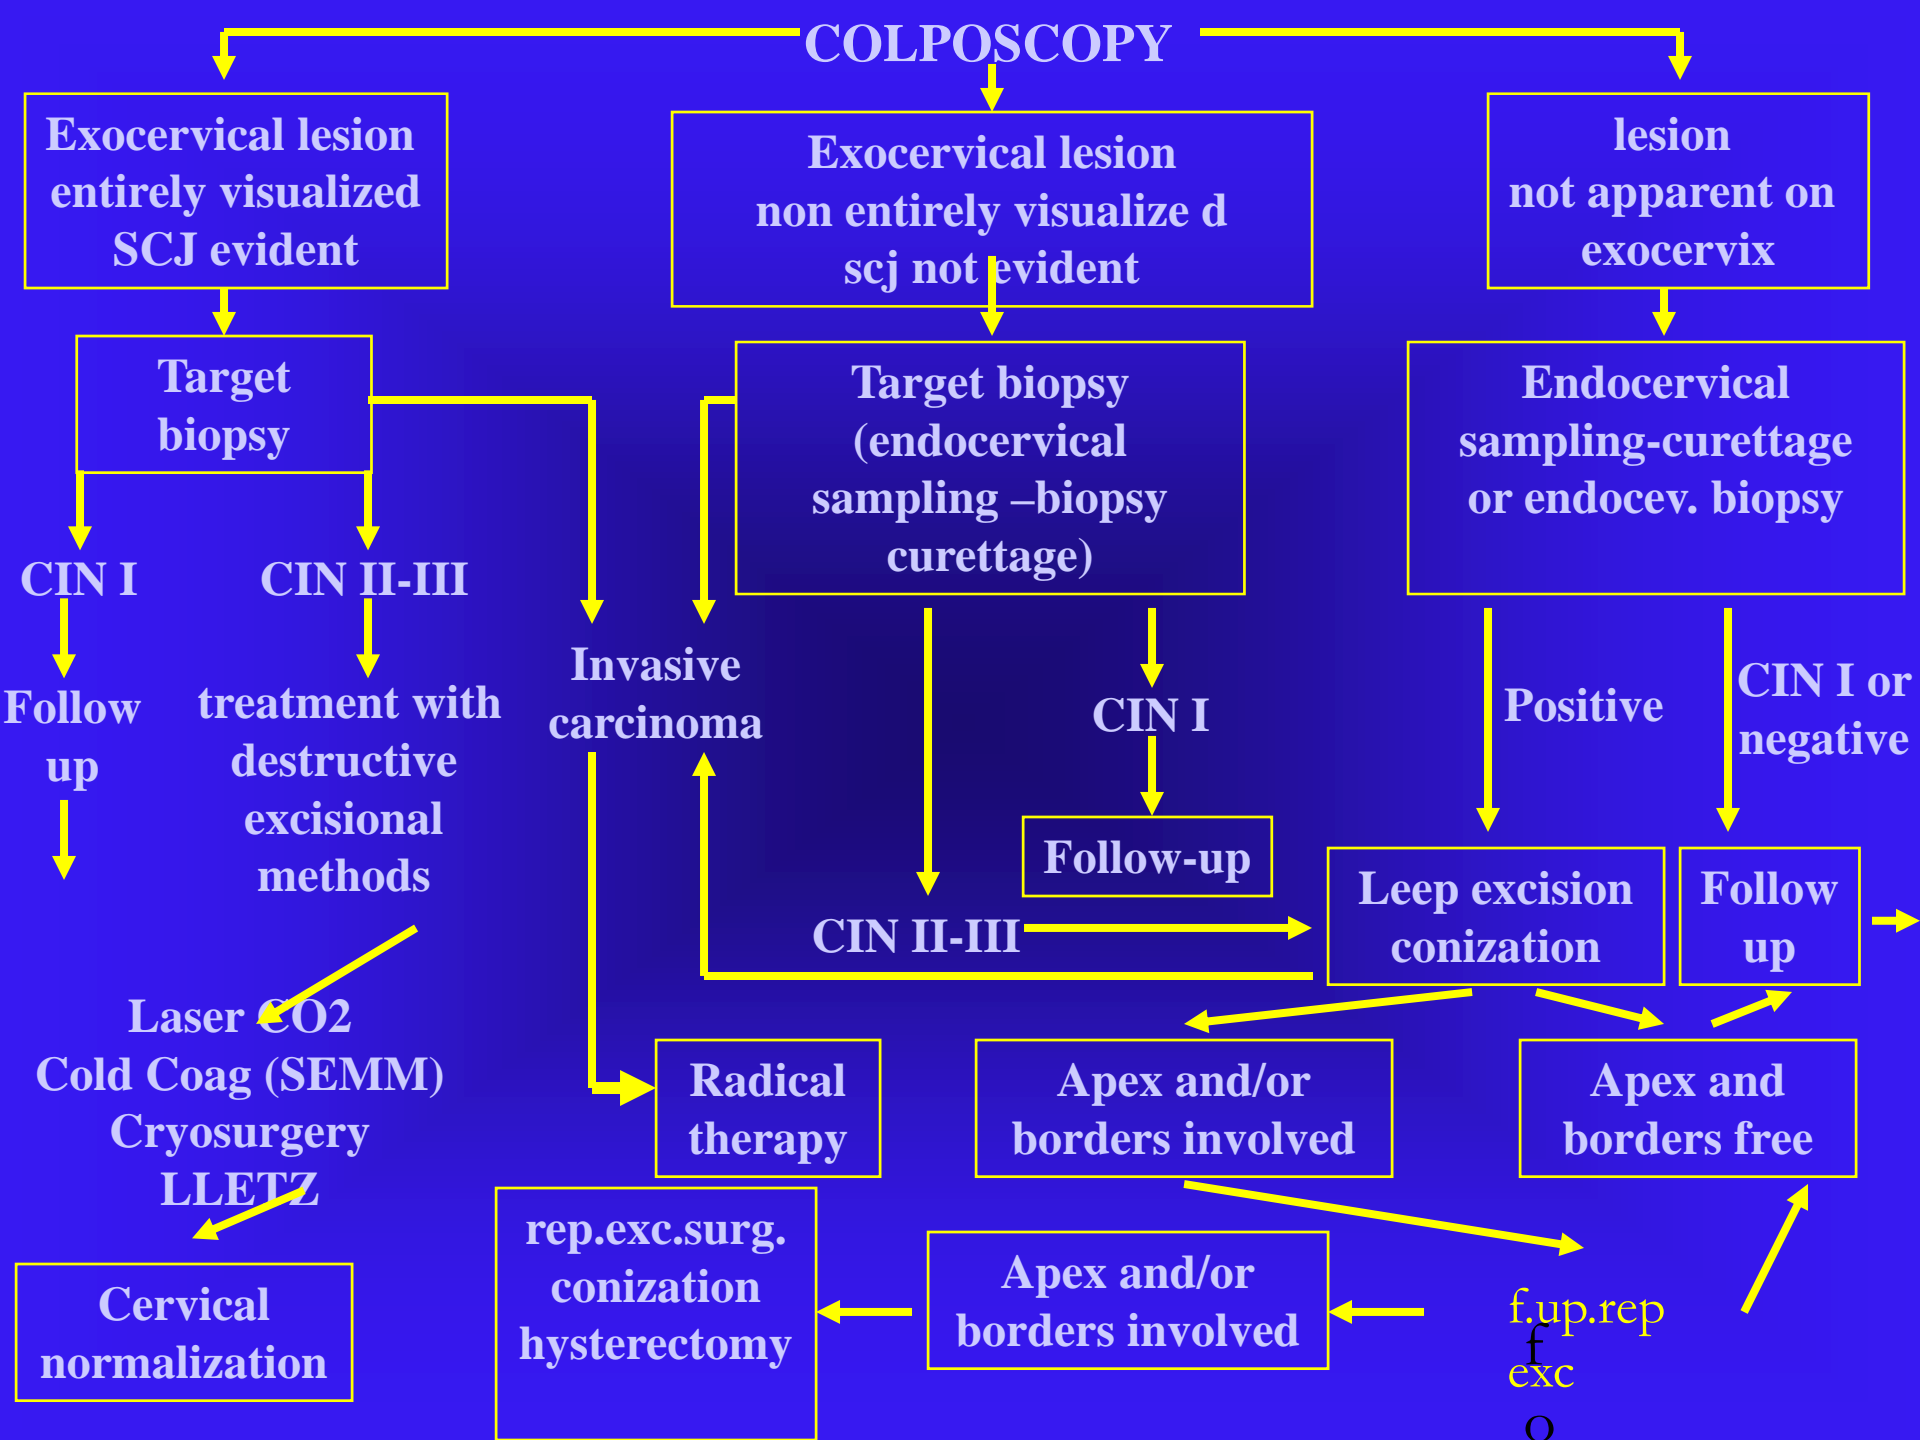 COLPOSCOPY
Exocervical lesion
entirely visualized
SCJ evident
Exocervical lesion
non entirely visualize d
scj not evident
lesion
not apparent on
exocervix
Target
biopsy
Target biopsy
(endocervical
sampling –biopsy
curettage)
Endocervical
sampling-curettage
or endocev. biopsy
CIN I
CIN II-III
Invasive
carcinoma
CIN I
Positive
CIN I or
negative
Follow
up
treatment with
destructive
excisional
methods
Follow-up
CIN II-III
Leep excision
conization
Follow
up
Laser CO2
Cold Coag (SEMM)
Cryosurgery
LLETZ
Radical
therapy
Apex and/or
borders involved
Apex and
borders free
rep.exc.surg.
conization
hysterectomy
Apex and/or
borders involved
f.up.rep
exc
f
o
Cervical
normalization